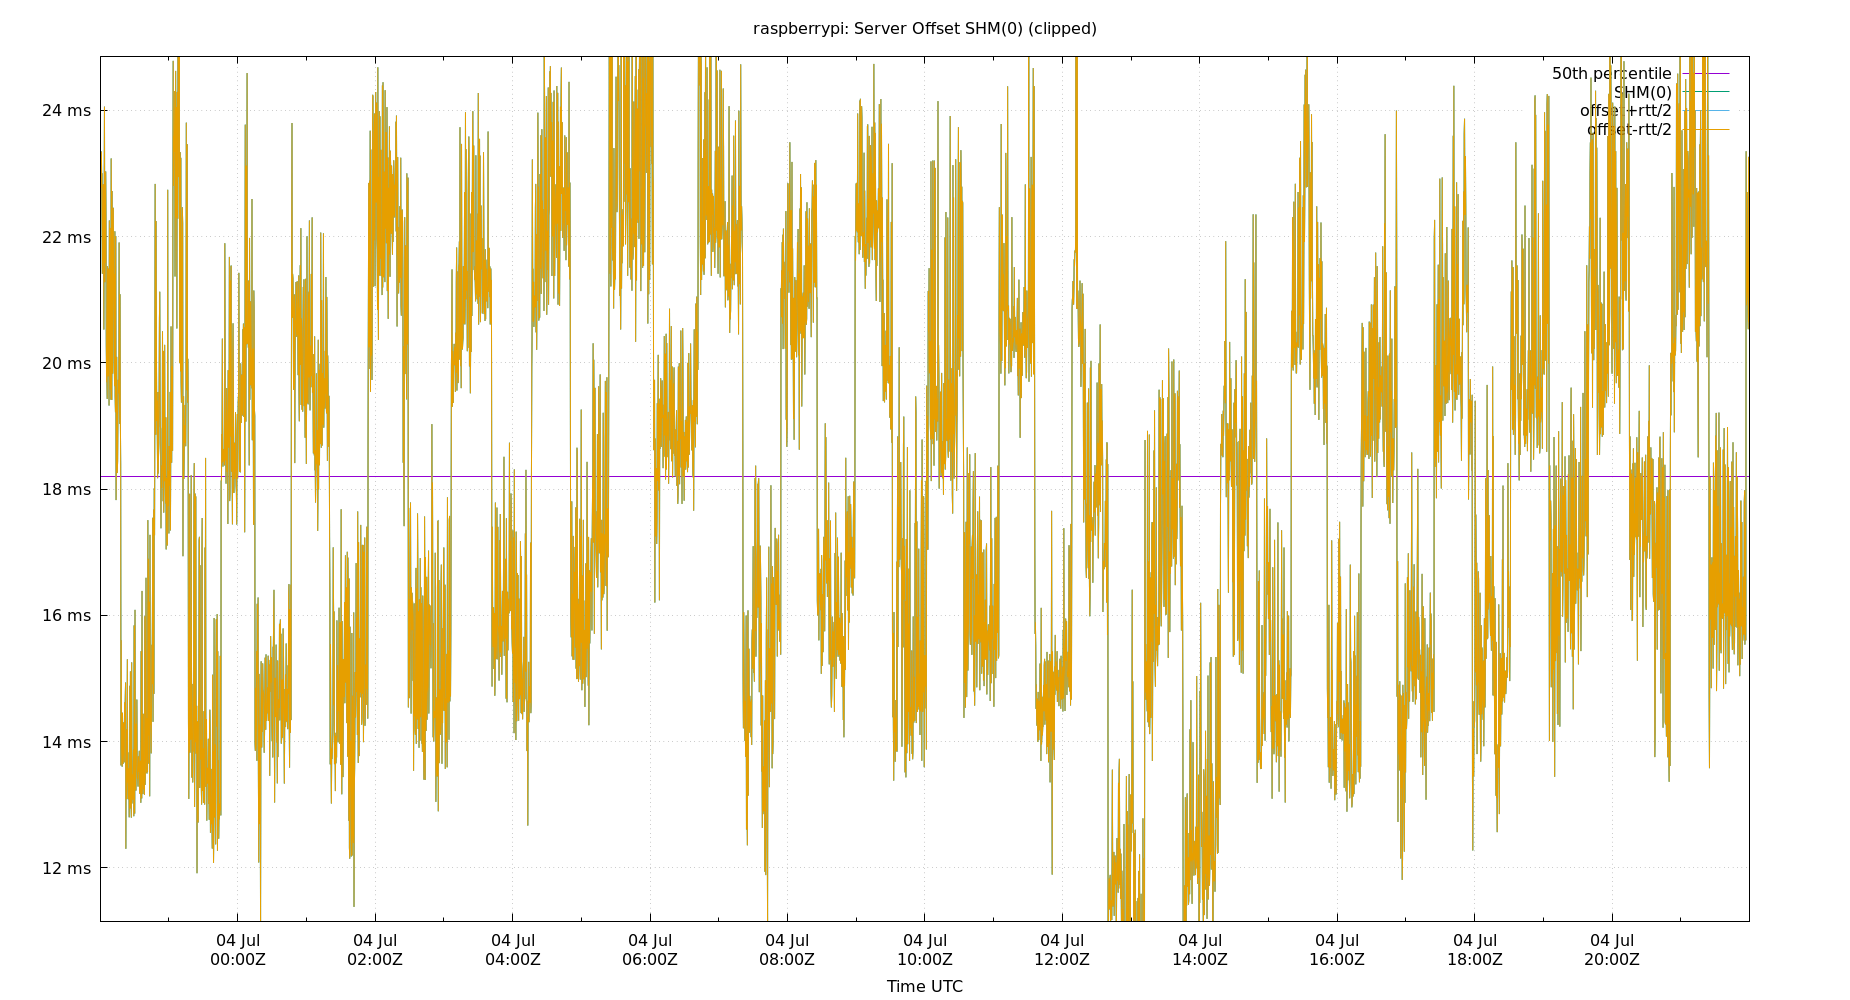 raspberrypi: Server Offset SHM(0) (clipped)
50th percentile
SHM(0)
offset+rtt/2
offset-rtt/2
24 ms
22 ms
20 ms
18 ms
16 ms
14 ms
12 ms
04 Jul 04 Jul 04 Jul 04 Jul 04 Jul 04 Jul 04 Jul 04 Jul 04 Jul 04 Jul 04 Jul
00:00Z 02:00Z 04:00Z 06:00Z 08:00Z 10:00Z 12:00Z 14:00Z 16:00Z 18:00Z 20:00Z
Time UTC